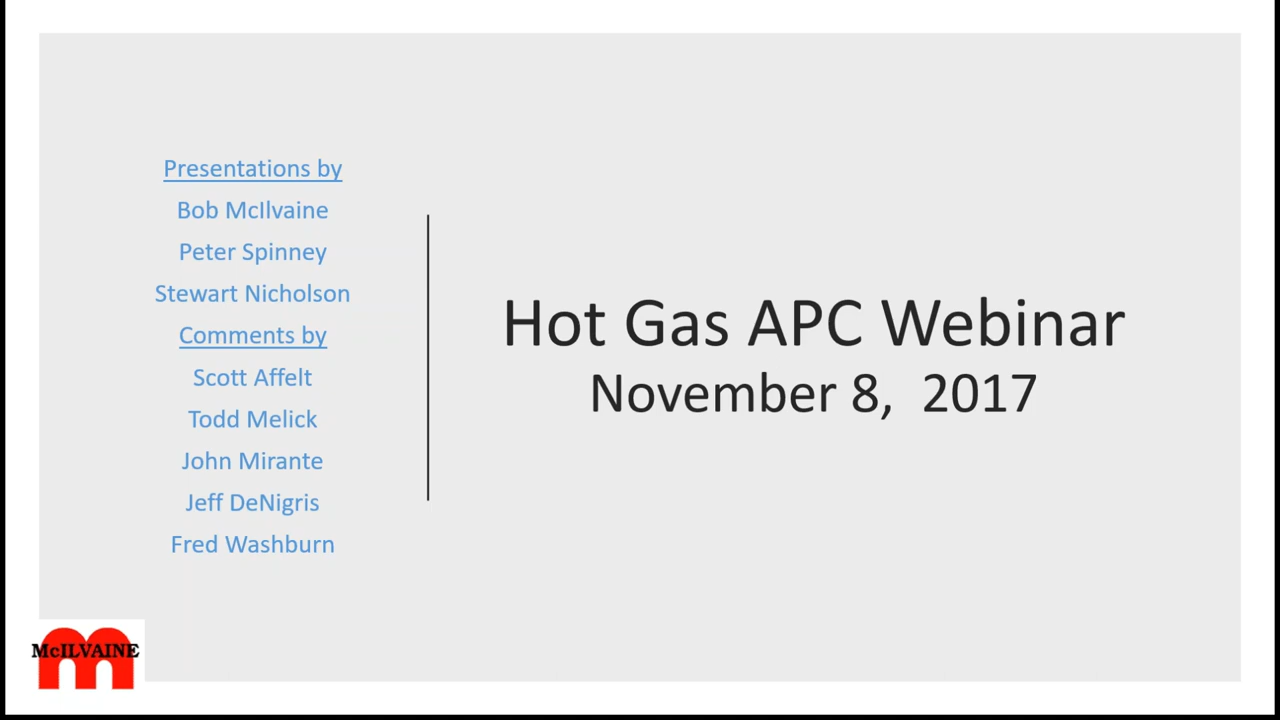 Presentations by
Bob McIlvaine
Peter Spinney
Stewart Nicholson
Comments by
Scott Affelt
Todd Melick
John Mirante
Jeff DeNigris
Fred Washburn
Hot Gas APC Webinar
November 8, 2017
McILVAINE